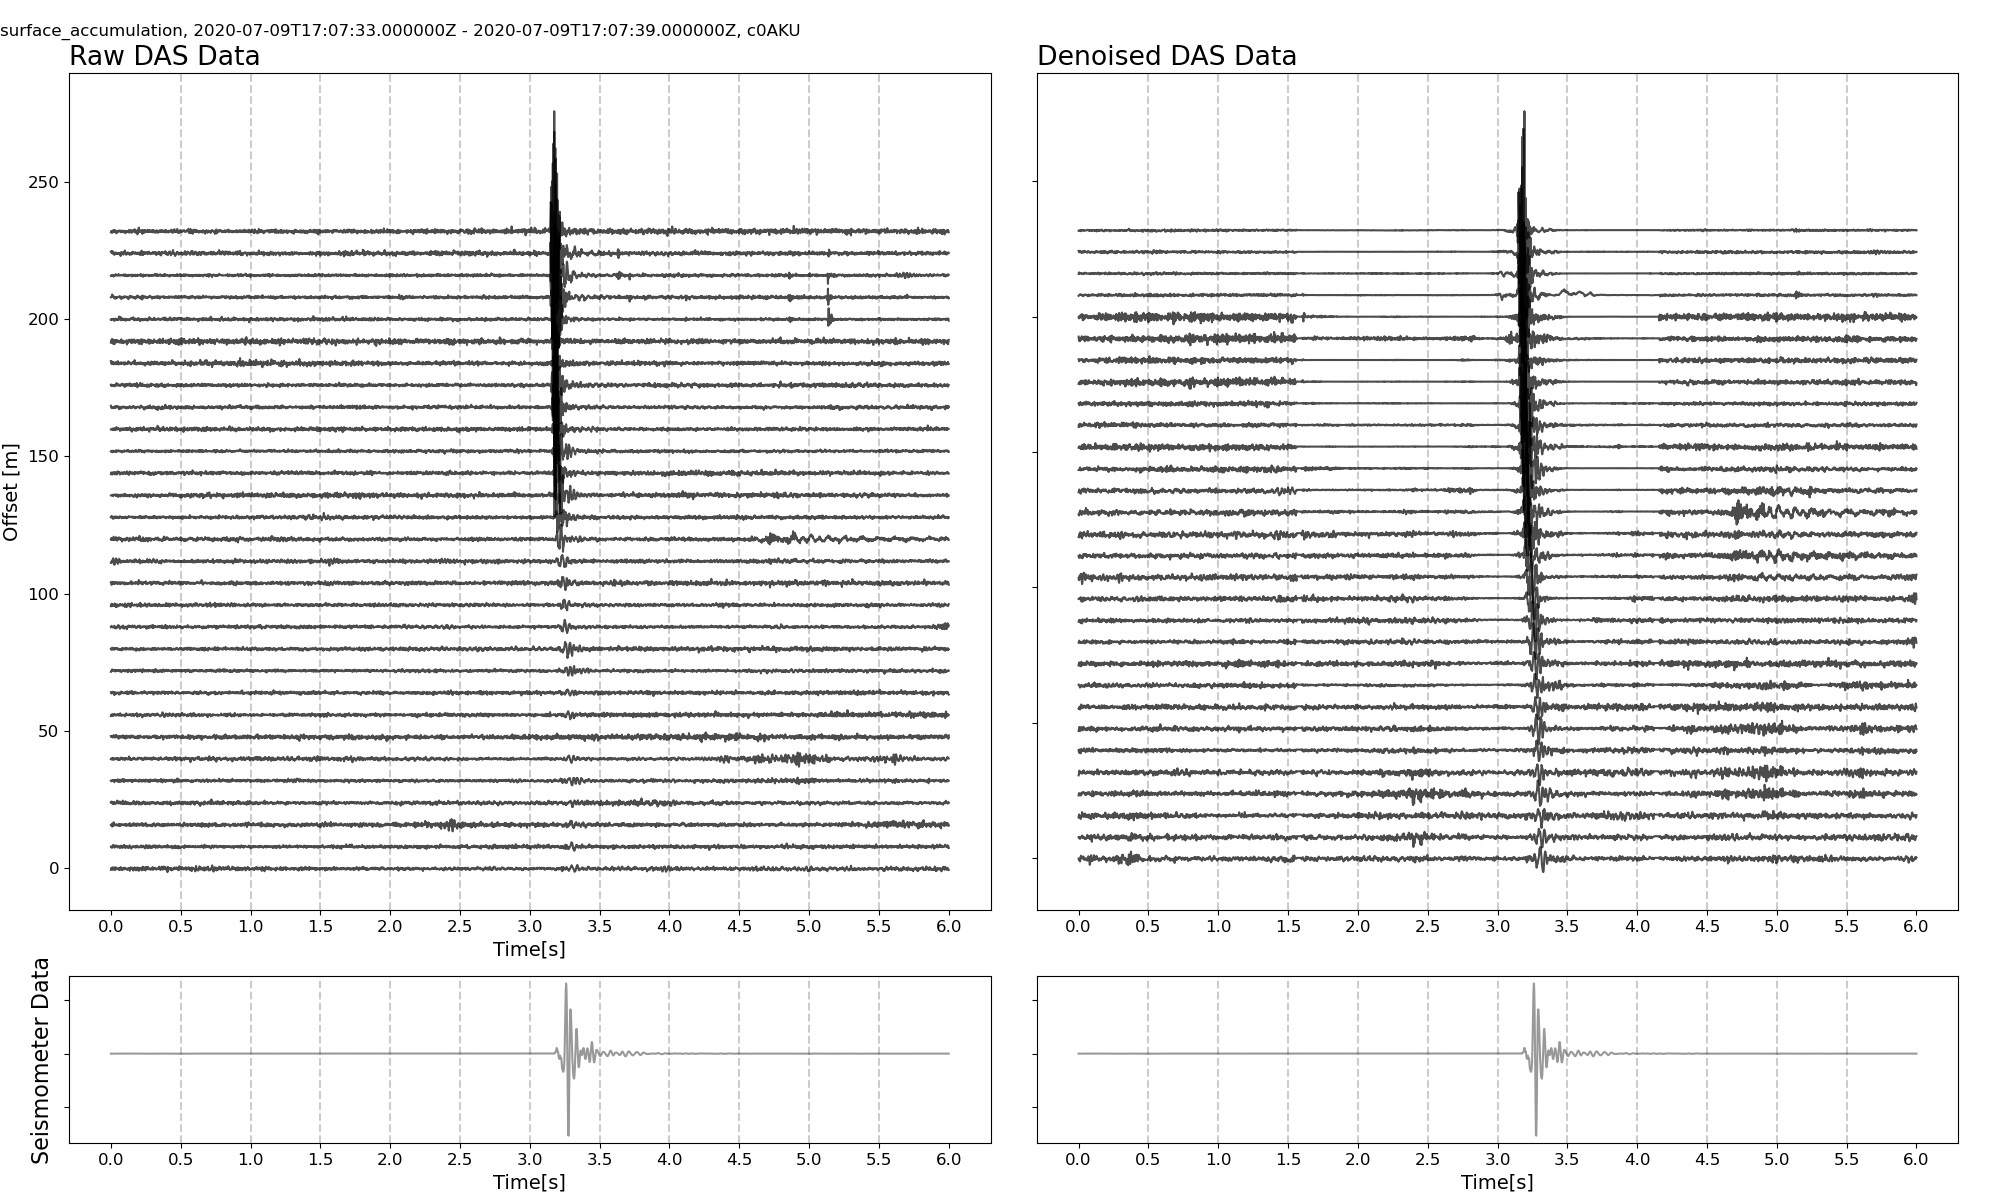 surface_accumulation, 2020-07-09T17:07:33.000000Z - 2020-07-09T17:07:39.000000Z, c0AKU
Raw DAS Data
Denoised DAS Data
Offset [m]
250
200
150
100
50
0
0.0 0.5 1.0 1.5 2.0 2.5 3.0 3.5 4.0 4.5 5.0 5.5 6.0
Time[s]
0.0 0.5 1.0 1.5 2.0 2.5 3.0 3.5 4.0 4.5 5.0 5.5 6.0
Seismometer Data
0.0 0.5 1.0 1.5 2.0 2.5 3.0 3.5 4.0 4.5 5.0 5.5 6.0
Time[s]
0.0 0.5 1.0 1.5 2.0 2.5 3.0 3.5 4.0 4.5 5.0 5.5 6.0
Time[s]